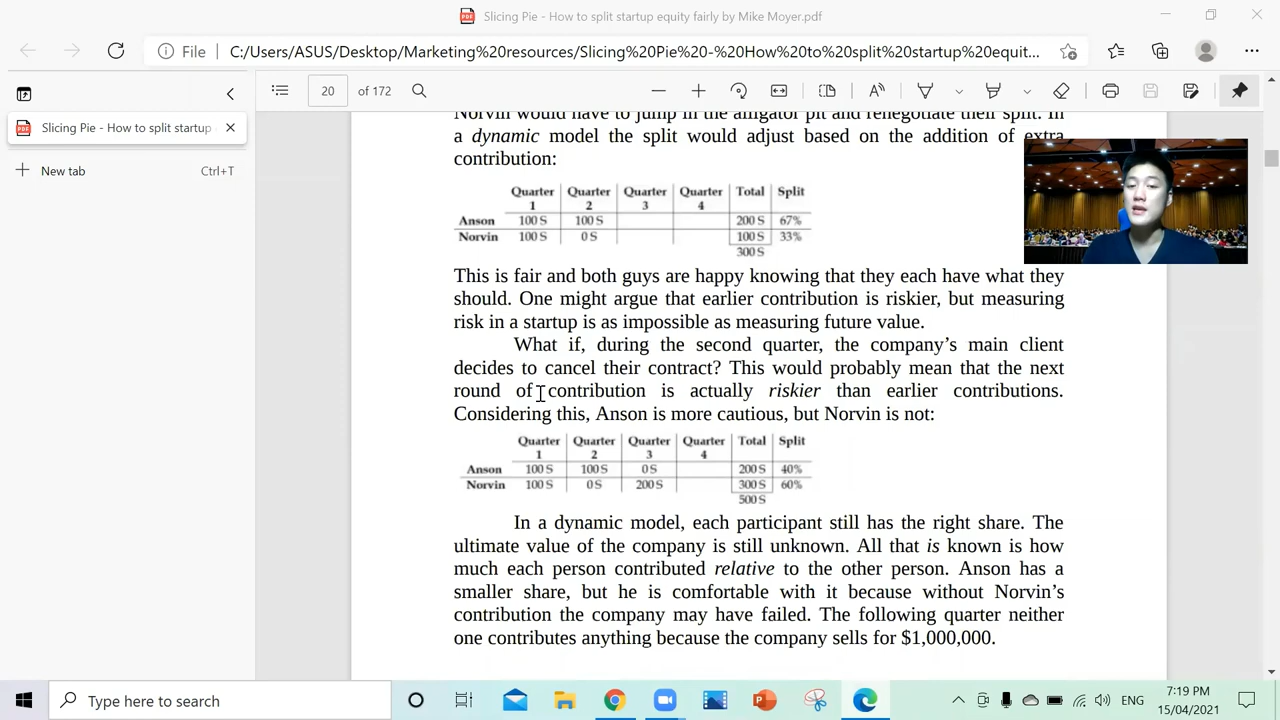 Slicing Pie - How to split startup equity fairly by Mike Moyer.pdf
File C:/Users/ASUS/Desktop/Marketing%20resources/Slicing%20Pie%20-%20How%20to%20split%20startup%20equit...
20 of 172
Slicing Pie - How to split startup
New tab Ctrl+T
Norvin would have to jump in the alligator pit and renegotiate their split. In
a dynamic model the split would adjust based on the addition of extra
contribution:
Quarter 1 Quarter 2 Quarter 3 Quarter 4 Total Split
Anson 100 S 100 S 200 S 67%
Norvin 100 S 0 S 100 S 33%
300 S
This is fair and both guys are happy knowing that they each have what they
should. One might argue that earlier contribution is riskier, but measuring
risk in a startup is as impossible as measuring future value.
What if, during the second quarter, the company's main client
decides to cancel their contract? This would probably mean that the next
round of contribution is actually riskier than earlier contributions.
Considering this, Anson is more cautious, but Norvin is not:
Quarter 1 Quarter 2 Quarter 3 Quarter 4 Total Split
Anson 100 S 100 S 0 S 200 S 40%
Norvin 100 S 0 S 200 S 300 S 60%
500 S
In a dynamic model, each participant still has the right share. The
ultimate value of the company is still unknown. All that is known is how
much each person contributed relative to the other person. Anson has a
smaller share, but he is comfortable with it because without Norvin's
contribution the company may have failed. The following quarter neither
one contributes anything because the company sells for $1,000,000.
Type here to search
ENG
7:19 PM
15/04/2021